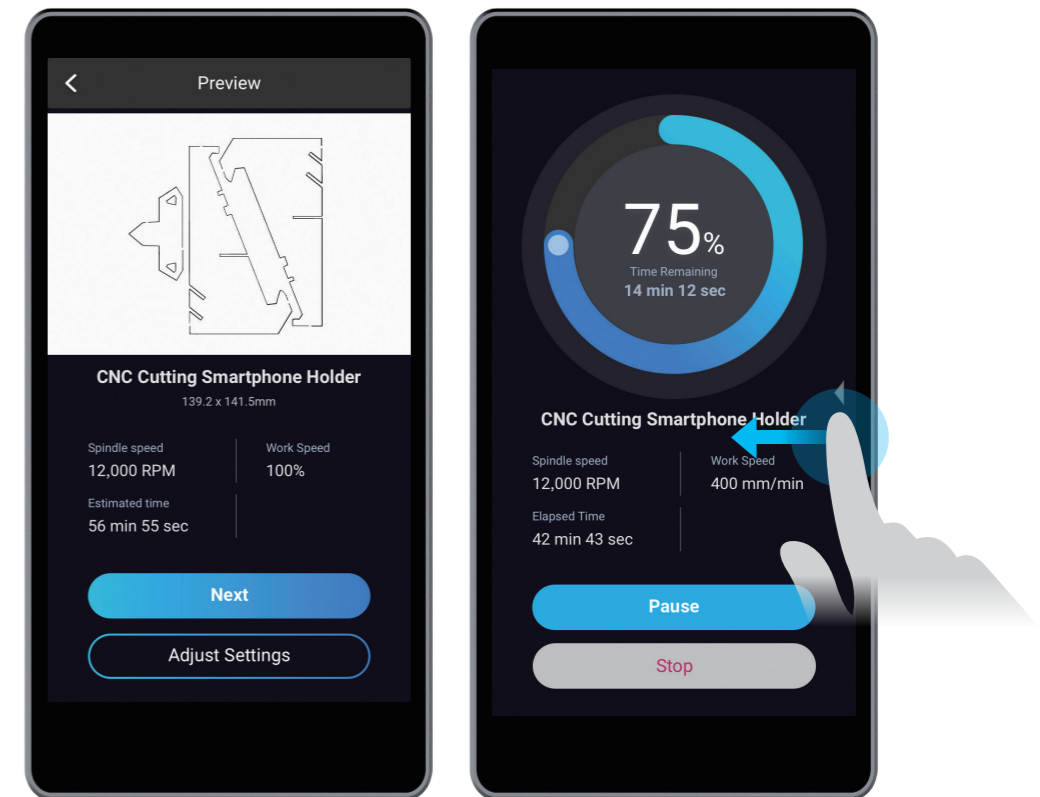 Preview
CNC Cutting Smartphone Holder
139.2 x 141.5mm
Spindle speed
12,000 RPM
Work Speed
100%
Estimated time
56 min 55 sec
Next
Adjust Settings
75%
Time Remaining
14 min 12 sec
CNC Cutting Smartphone Holder
Spindle speed
12,000 RPM
Work Speed
400 mm/min
Elapsed Time
42 min 43 sec
Pause
Stop